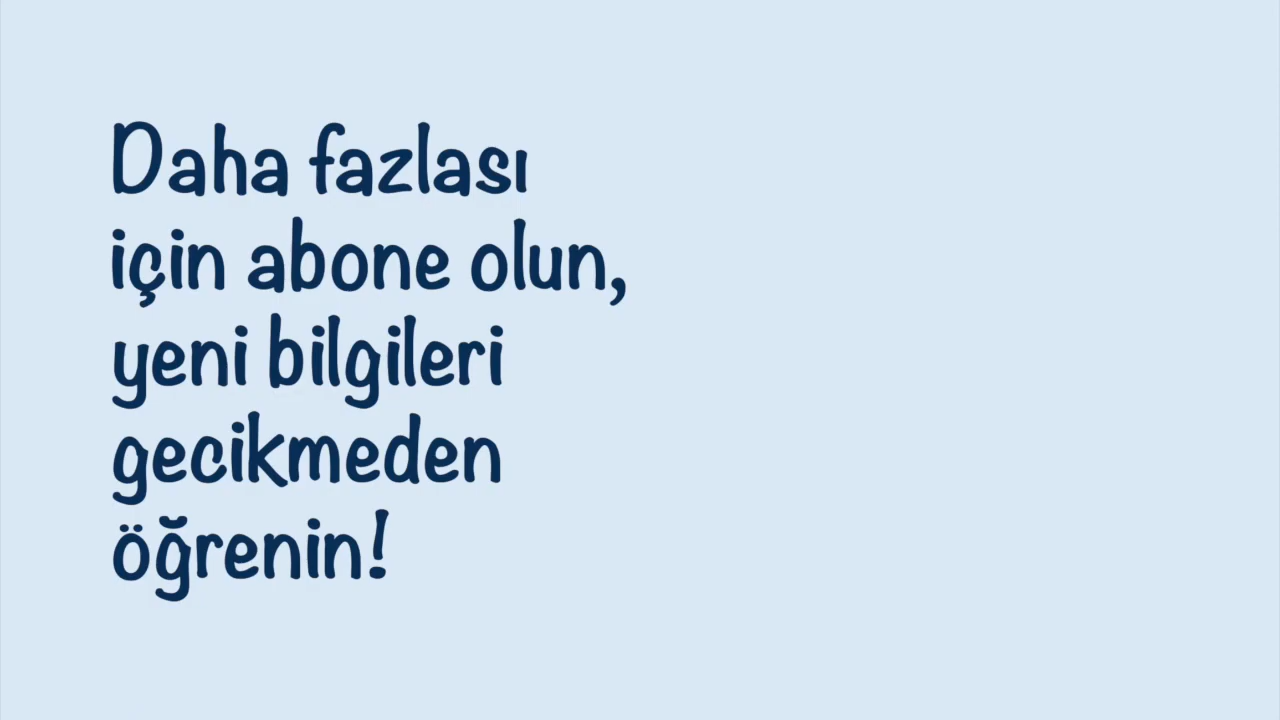 Daha fazlası
için abone olun,
yeni bilgileri
gecikmeden
öğrenin!